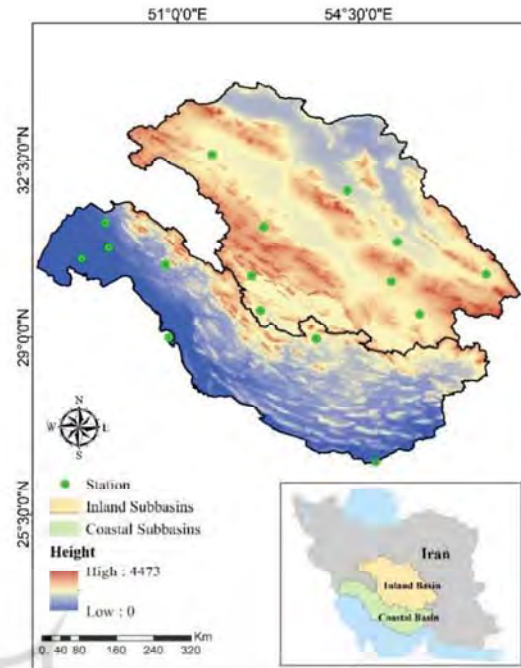 51°0'0"E 54°30'0"E
32°30'0"N
29°0'0"N
25°30'0"N
N
W E
S
Station
Inland Subbasins
Coastal Subbasins
Height
High : 4473
Low : 0
0 40 80 160 240 320 Km
Iran
Inland Basin
Coastal Basin